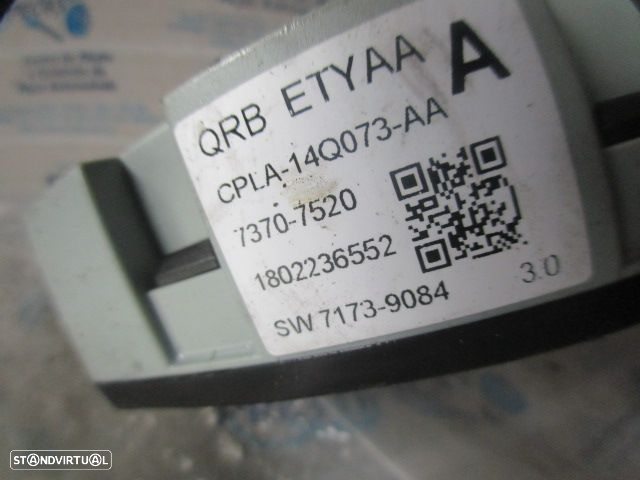 QRB ETYAA A
CPLA-14Q073-AA
7370-7520
1802236552
SW 7173-9084 3.0
STANDVIRTUAL